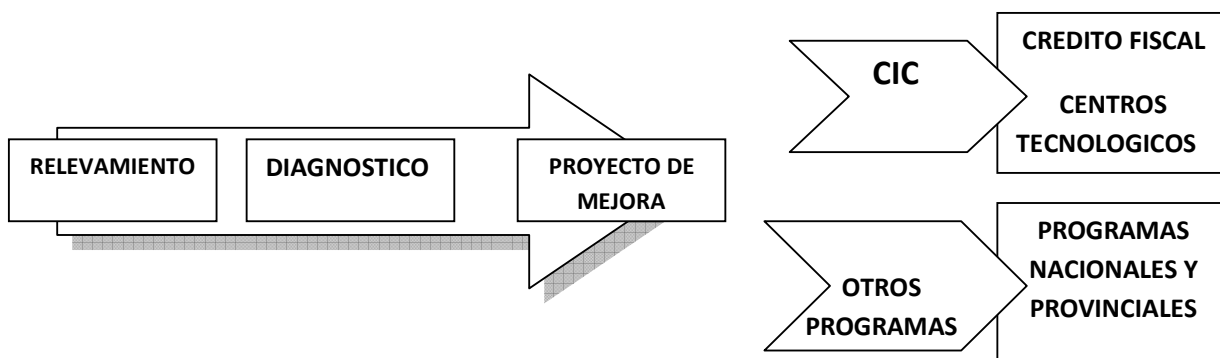 RELEVAMIENTO
DIAGNOSTICO
PROYECTO DE
MEJORA
CIC
CREDITO FISCAL
CENTROS
TECNOLOGICOS
OTROS
PROGRAMAS
PROGRAMAS
NACIONALES Y
PROVINCIALES